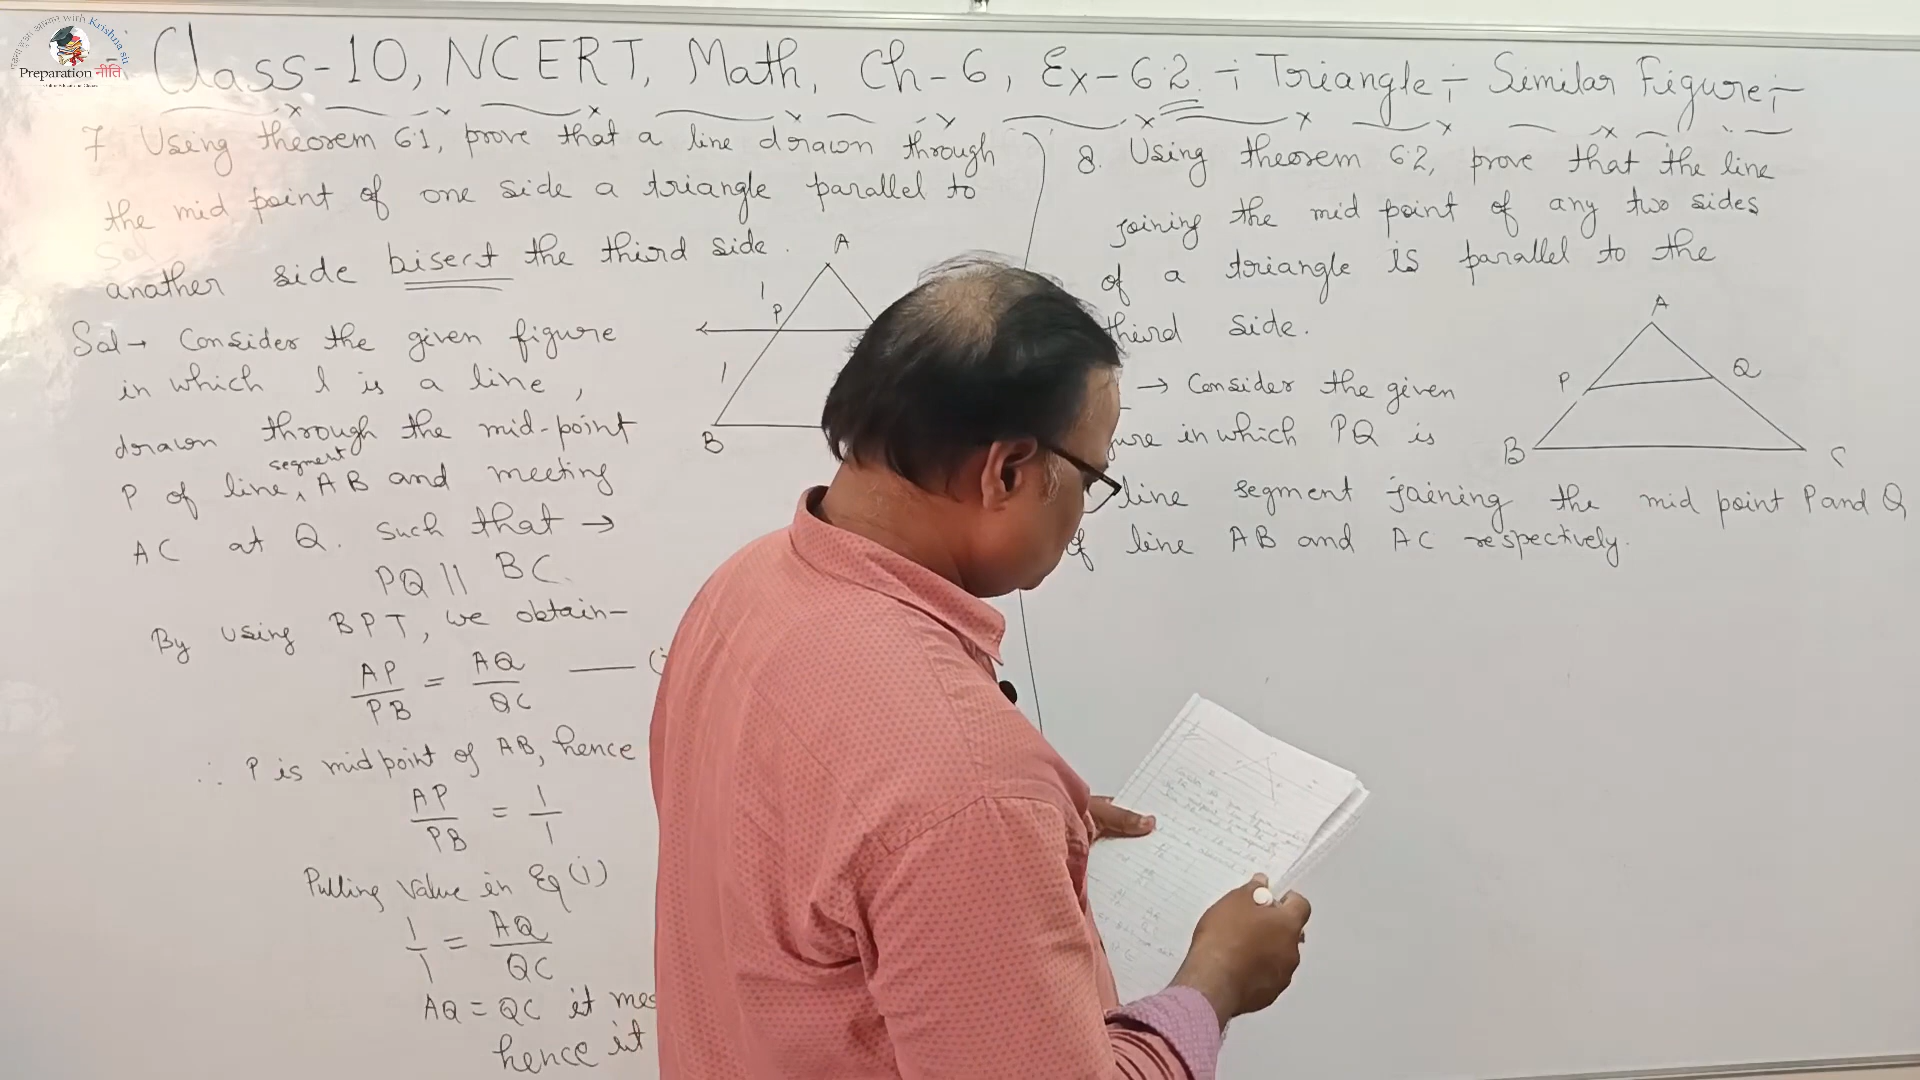 Preparation नीति
Class-10, NCERT, Math, Ch-6, Ex-6.2 -: Triangle :- Similar Figure :-
7. Using theorem 6.1, prove that a line drawn through
the mid point of one side a triangle parallel to
anather side bisect the third side.
Sol → Consider the given figure
in which l is a line,
drawn through the mid-point
segment
P of line, AB and meeting
AC at Q. Such that →
PQ || BC.
By using BPT, we obtain-
AP/PB = AQ/QC —— (i
∴ P is midpoint of AB, hence
AP/PB = 1/1
Putting value in Eq (i)
1/1 = AQ/QC
AQ = QC it
hence it
A
1
P
1
B
8. Using theorem 6.2, prove that the line
joining the mid point of any two sides
of a triangle is parallel to the
third side.
→ Consider the given
in which PQ is
line segment joining the mid point P and Q
of line AB and AC respectively.
A
P
Q
B
C